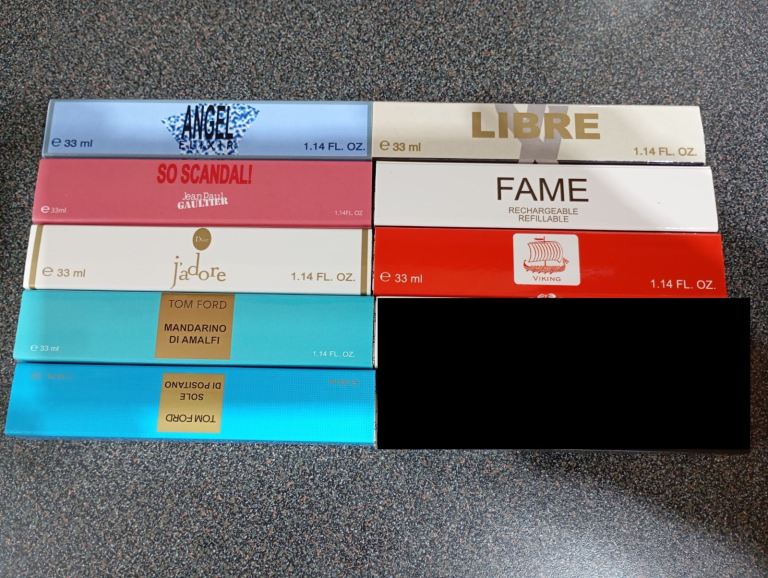 ANGEL
ELIXIR
e 33 ml
1.14 FL. OZ.
LIBRE
e 33 ml
1.14 FL. OZ.
SO SCANDAL!
Jean Paul
GAULTIER
e 33ml
1.14FL OZ
FAME
RECHARGEABLE
REFILLABLE
Dior
j'adore
e 33 ml
1.14 FL. OZ.
VIKING
e 33 ml
1.14 FL. OZ.
TOM FORD
MANDARINO
DI AMALFI
e 33 ml
1.14 FL. OZ.
TOM FORD
SOLE
DI POSITANO